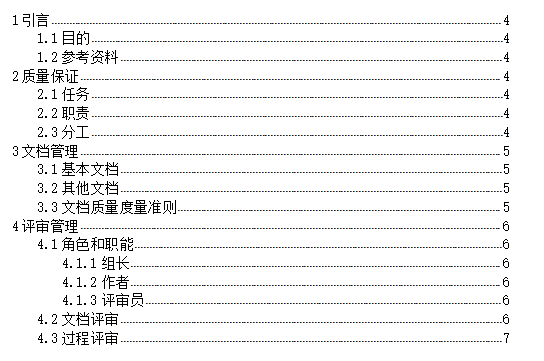 1 引言 4
1.1 目的 4
1.2 参考资料 4
2 质量保证 4
2.1 任务 4
2.2 职责 4
2.3 分工 4
3 文档管理 5
3.1 基本文档 5
3.2 其他文档 5
3.3 文档质量度量准则 5
4 评审管理 6
4.1 角色和职能 6
4.1.1 组长 6
4.1.2 作者 6
4.1.3 评审员 6
4.2 文档评审 6
4.3 过程评审 7